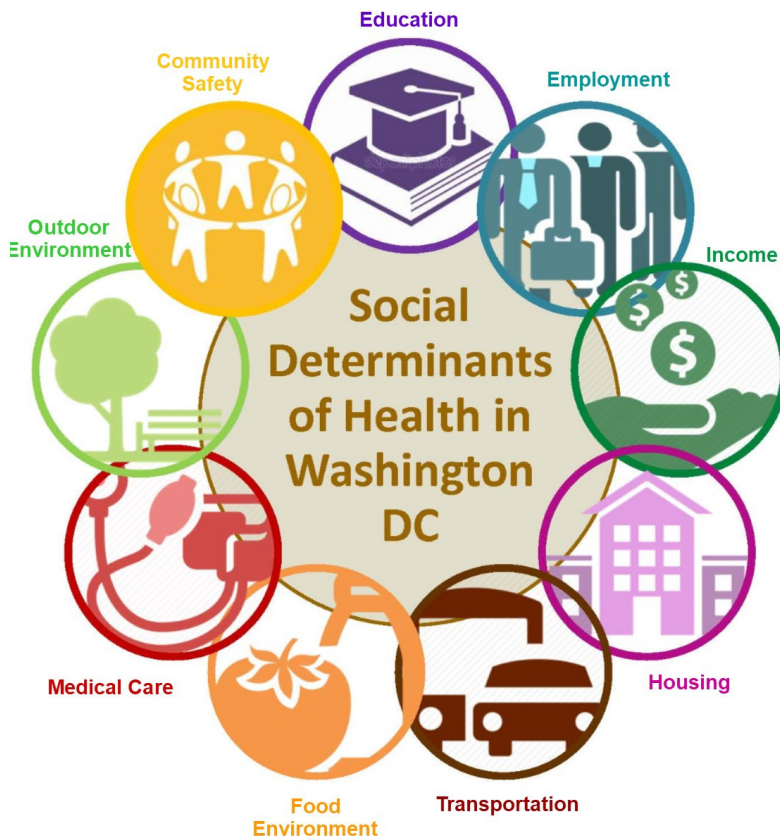 Education
Community
Safety
Employment
Outdoor
Environment
Income
Social
Determinants
of Health in
Washington
DC
Medical Care
Housing
Food
Environment
Transportation
$
$
$